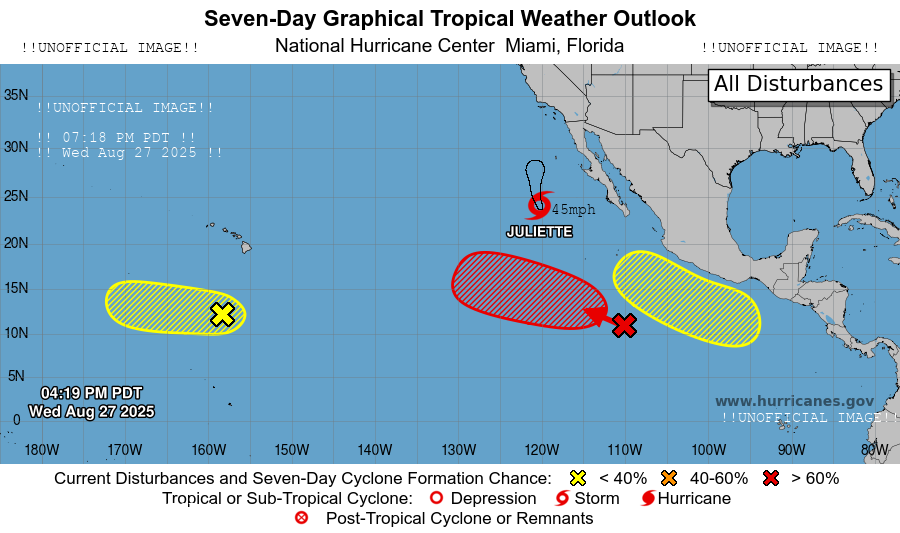 Seven-Day Graphical Tropical Weather Outlook
!!UNOFFICIAL IMAGE!! National Hurricane Center  Miami, Florida !!UNOFFICIAL IMAGE!!
All Disturbances
35N
!!UNOFFICIAL IMAGE!!
!! 07:18 PM PDT !!
30N
!! Wed Aug 27 2025 !!
25N
45mph
JULIETTE
20N
15N
10N
5N
04:19 PM PDT
Wed Aug 27 2025
www.hurricanes.gov
0
!!UNOFFICIAL IMAGE!!
180W 170W 160W 150W 140W 130W 120W 110W 100W 90W 80W
Current Disturbances and Seven-Day Cyclone Formation Chance: < 40% 40-60% > 60%
Tropical or Sub-Tropical Cyclone: Depression Storm Hurricane
Post-Tropical Cyclone or Remnants